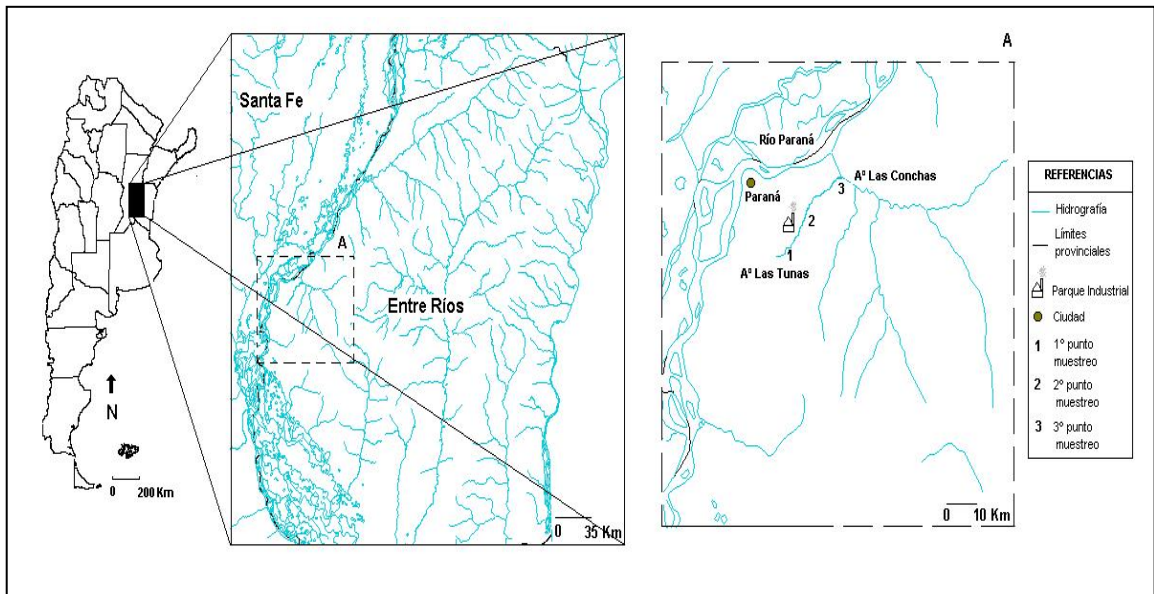 N
0 200 Km
Santa Fe
A
Entre Ríos
0 35 Km
A
Río Paraná
Aº Las Conchas
3
Paraná
2
1
Aº Las Tunas
0 10 Km
REFERENCIAS
Hidrografía
Límites
provinciales
Parque Industrial
Ciudad
1 1º punto
muestreo
2 2º punto
muestreo
3 3º punto
muestreo